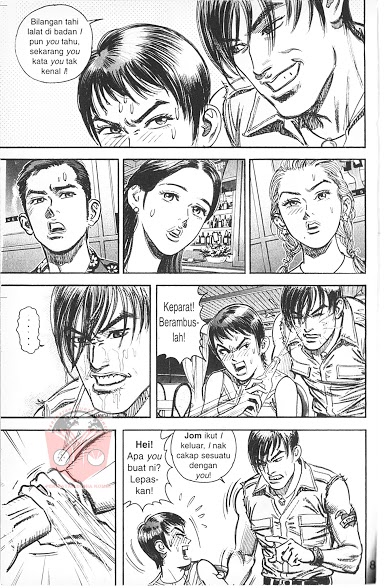 Bilangan tahi
lalat di badan I
pun you tahu,
sekarang you
kata you tak
kenal I!
......
Keparat!
Berambus-
lah!
Hei!
Apa you
buat ni?
Lepas-
kan!
Jom ikut I
keluar, I nak
cakap sesuatu
dengan
you!
8